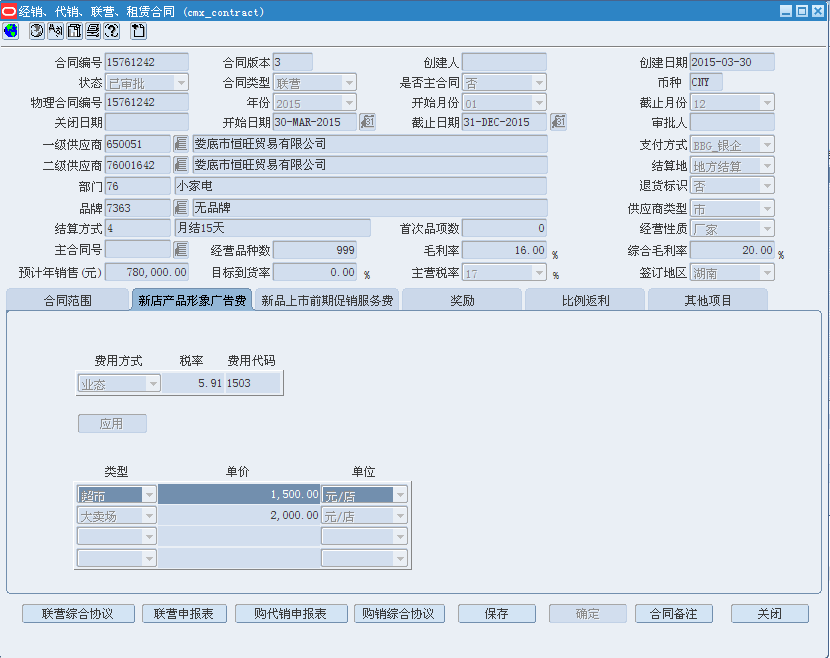 经销、代销、联营、租赁合同 (cmx_contract)
合同编号 15761242 合同版本 3 创建人 创建日期 2015-03-30
状态 已审批 合同类型 联营 是否主合同 否 币种 CNY
物理合同编号 15761242 年份 2015 开始月份 01 截止月份 12
关闭日期 开始日期 30-MAR-2015 截止日期 31-DEC-2015 审批人
一级供应商 650051 娄底市恒旺贸易有限公司 支付方式 BBG_银企
二级供应商 76001642 娄底市恒旺贸易有限公司 结算地 地方结算
部门 76 小家电 退货标识 否
品牌 7363 无品牌 供应商类型 市
结算方式 4 月结15天 首次品项数 0 经营性质 厂家
主合同号 经营品种数 999 毛利率 16.00 % 综合毛利率 20.00 %
预计年销售(元) 780,000.00 目标到货率 0.00 % 主营税率 17 % 签订地区 湖南
合同范围 新店产品形象广告费 新品上市前期促销服务费 奖励 比例返利 其他项目
费用方式 税率 费用代码
业态 5.91 1503
应用
类型 单价 单位
超市 1,500.00 元/店
大卖场 2,000.00 元/店
联营综合协议 联营申报表 购代销申报表 购销综合协议 保存 确定 合同备注 关闭